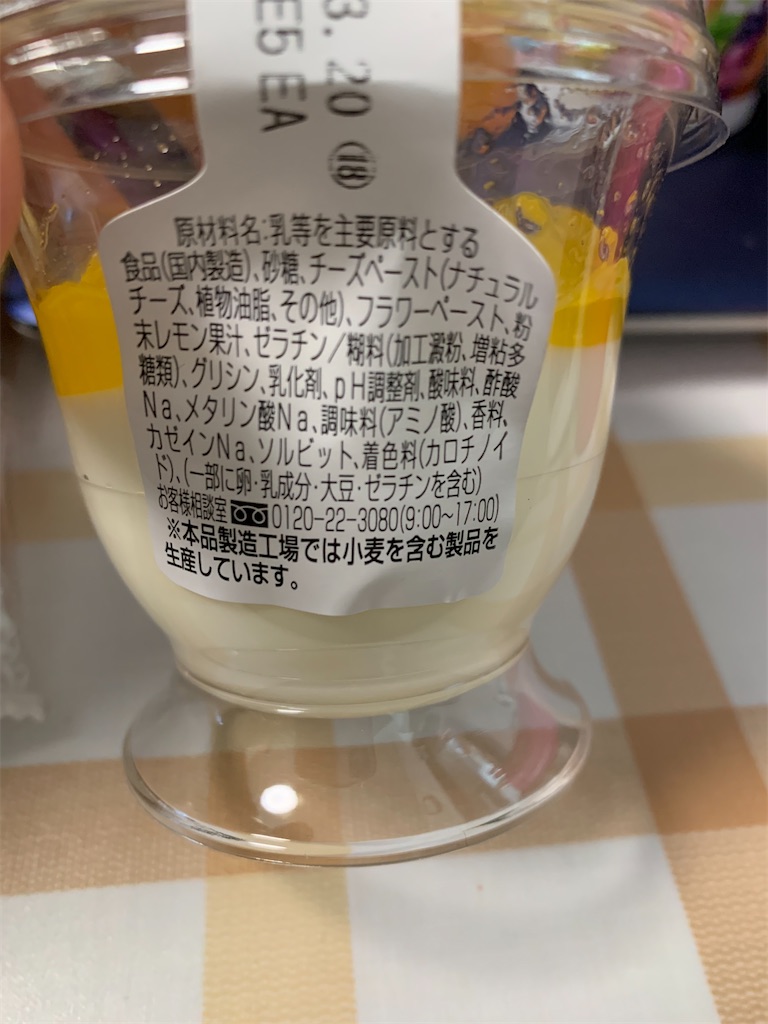 3. 20 ⑱
E5 EA
原材料名:乳等を主要原料とする
食品(国内製造)、砂糖、チーズペースト(ナチュラル
チーズ、植物油脂、その他)、フラワーペースト、粉
末レモン果汁、ゼラチン/糊料(加工澱粉、増粘多
糖類)、グリシン、乳化剤、pH調整剤、酸味料、酢酸
Na、メタリン酸Na、調味料(アミノ酸)、香料、
カゼインNa、ソルビット、着色料(カロチノイ
ド)、(一部に卵・乳成分・大豆・ゼラチンを含む)
お客様相談室 0120-22-3080(9:00~17:00)
※本品製造工場では小麦を含む製品を
生産しています。